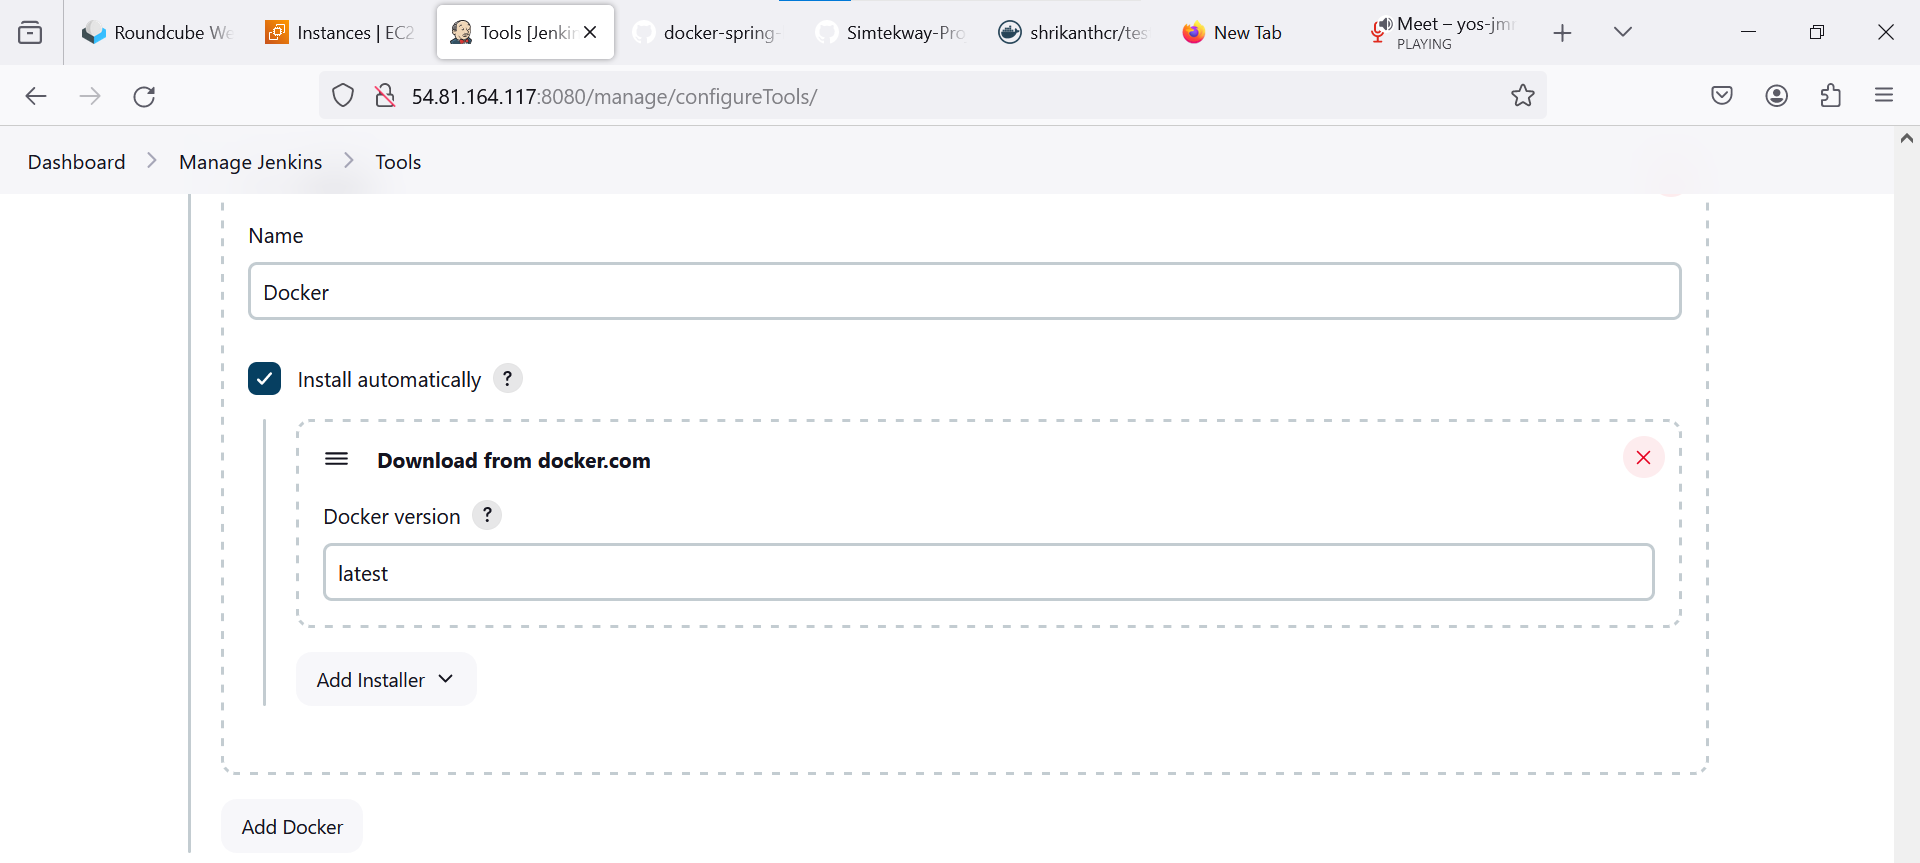 Roundcube We
Instances | EC2
Tools [Jenkin
docker-spring-
Simtekway-Pro
shrikanthcr/tes
New Tab
Meet – yos-jmr
PLAYING
54.81.164.117:8080/manage/configureTools/
Dashboard
Manage Jenkins
Tools
Name
Docker
Install automatically ?
Download from docker.com
Docker version ?
latest
Add Installer
Add Docker